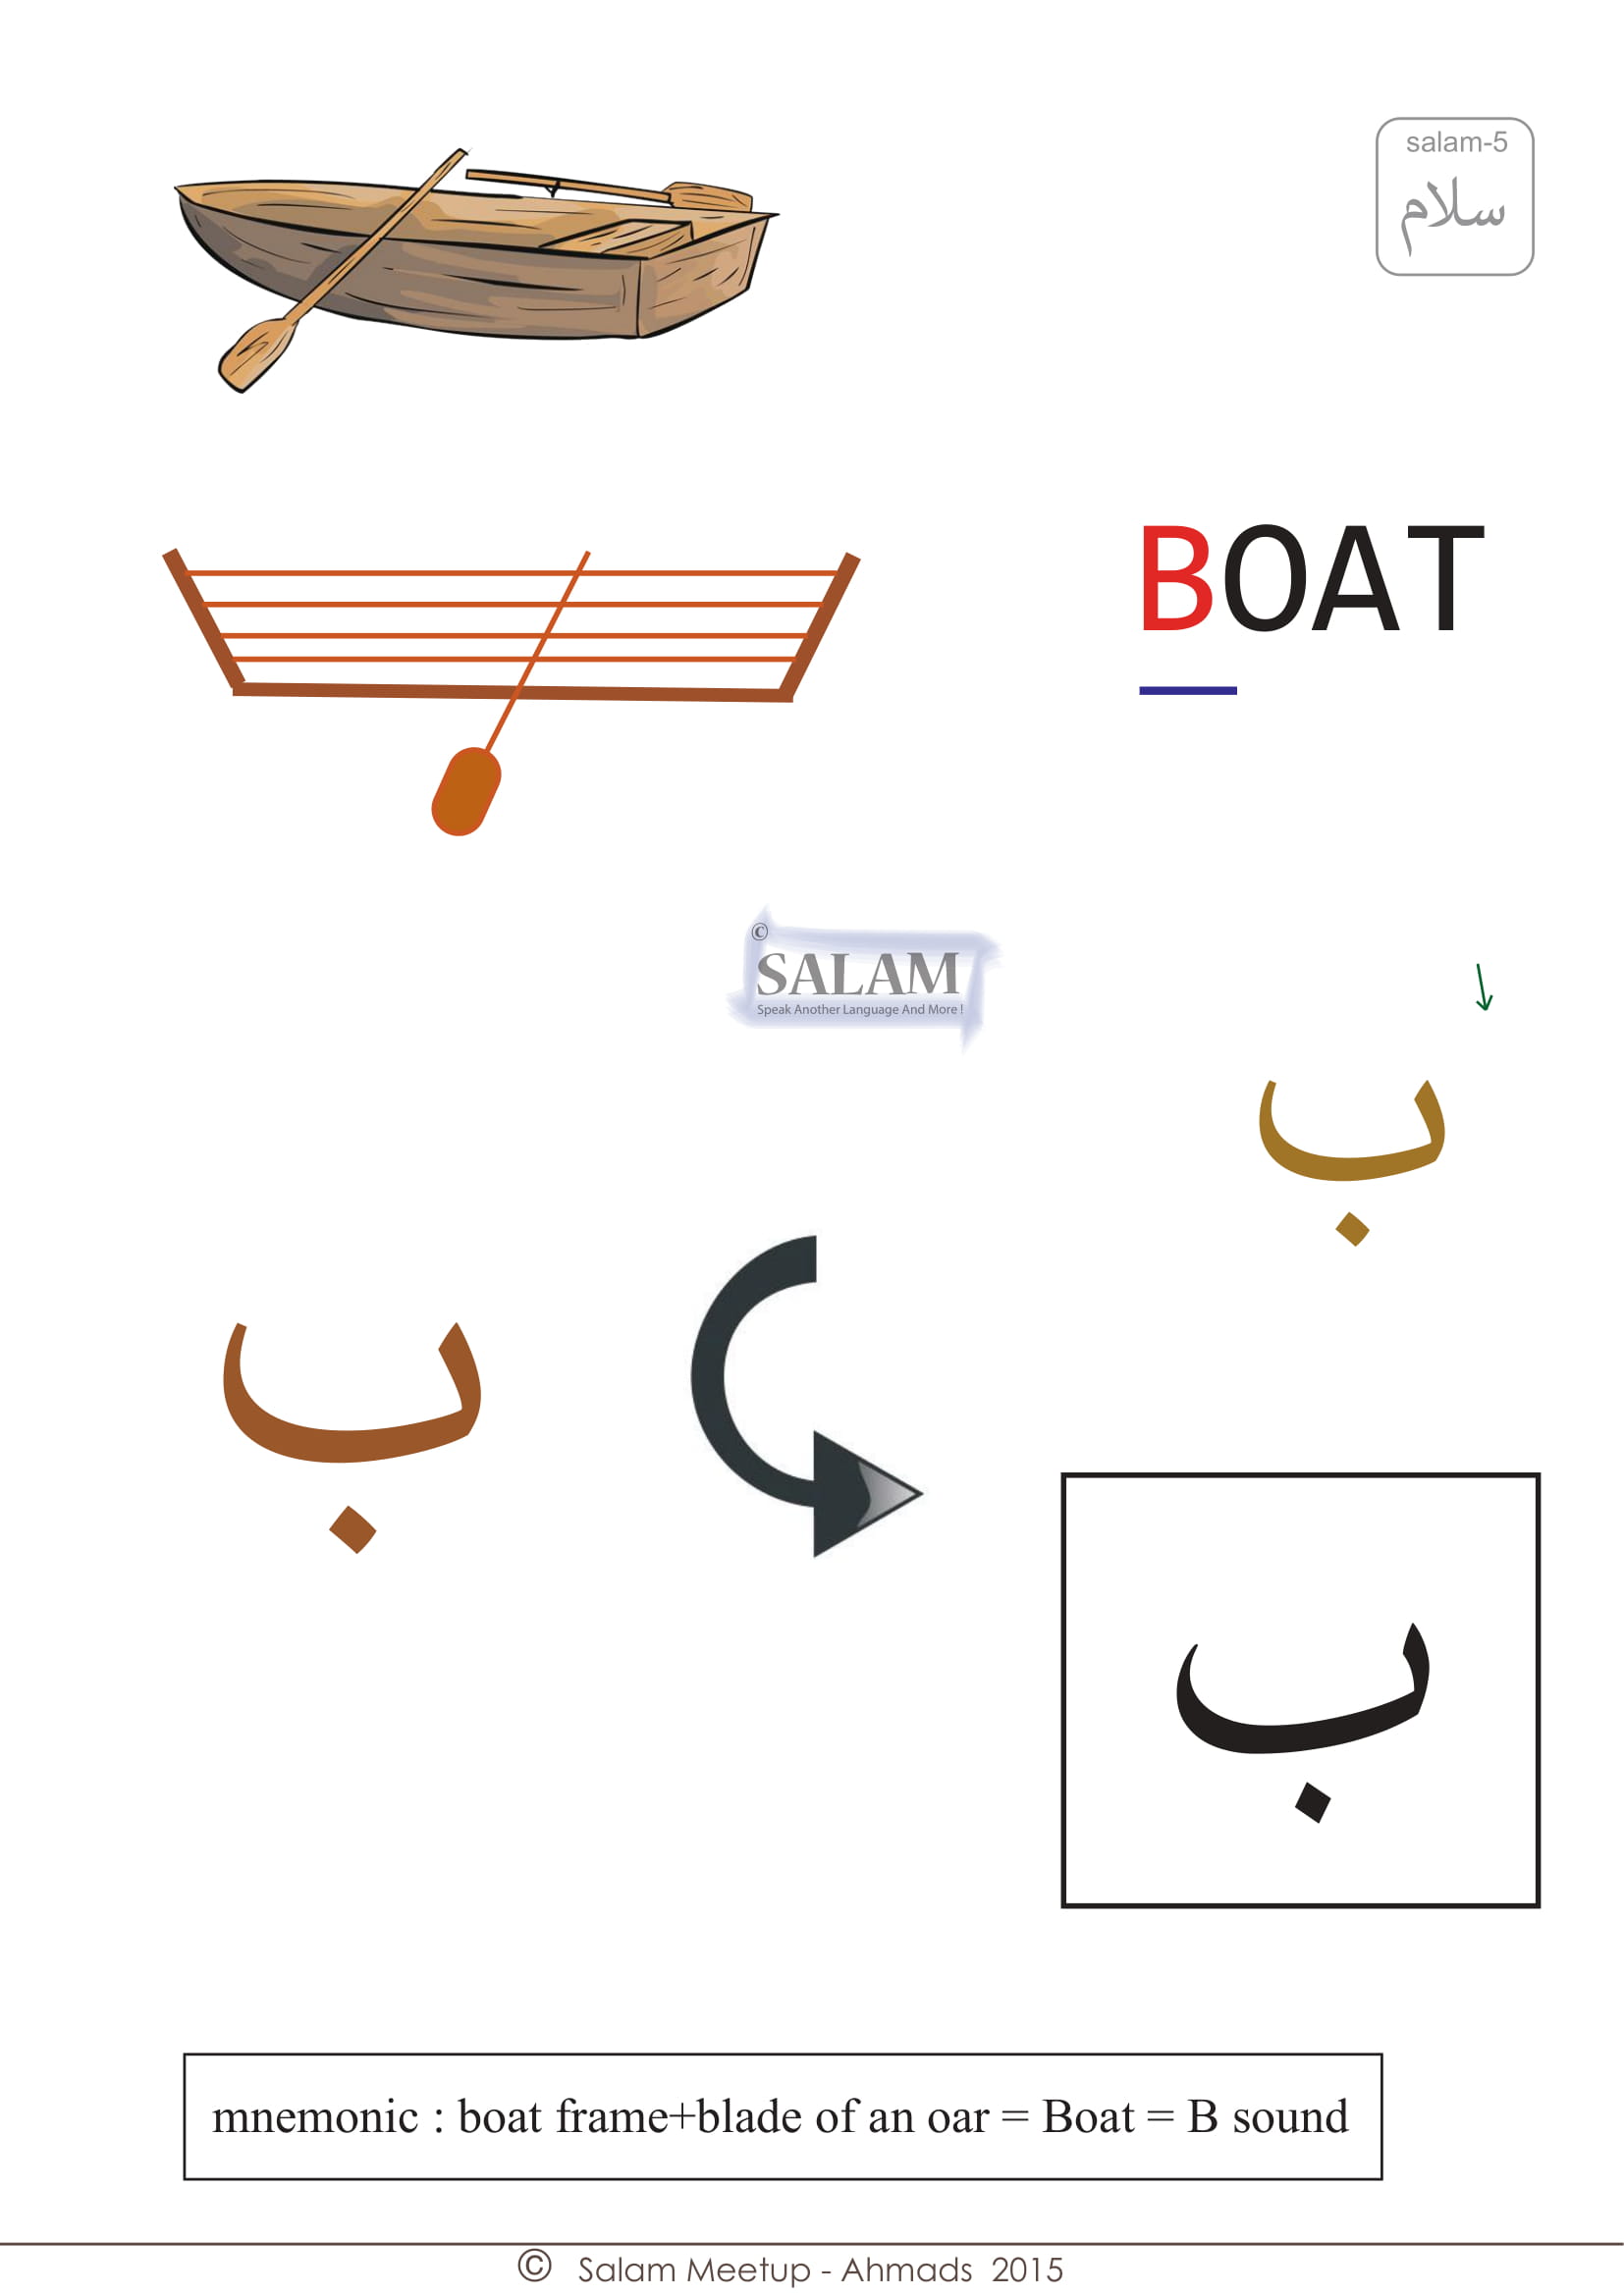 salam-5
سلام
BOAT
©
SALAM
Speak Another Language And More !
ب
ب
ب
mnemonic : boat frame+blade of an oar = Boat = B sound
© Salam Meetup - Ahmads 2015